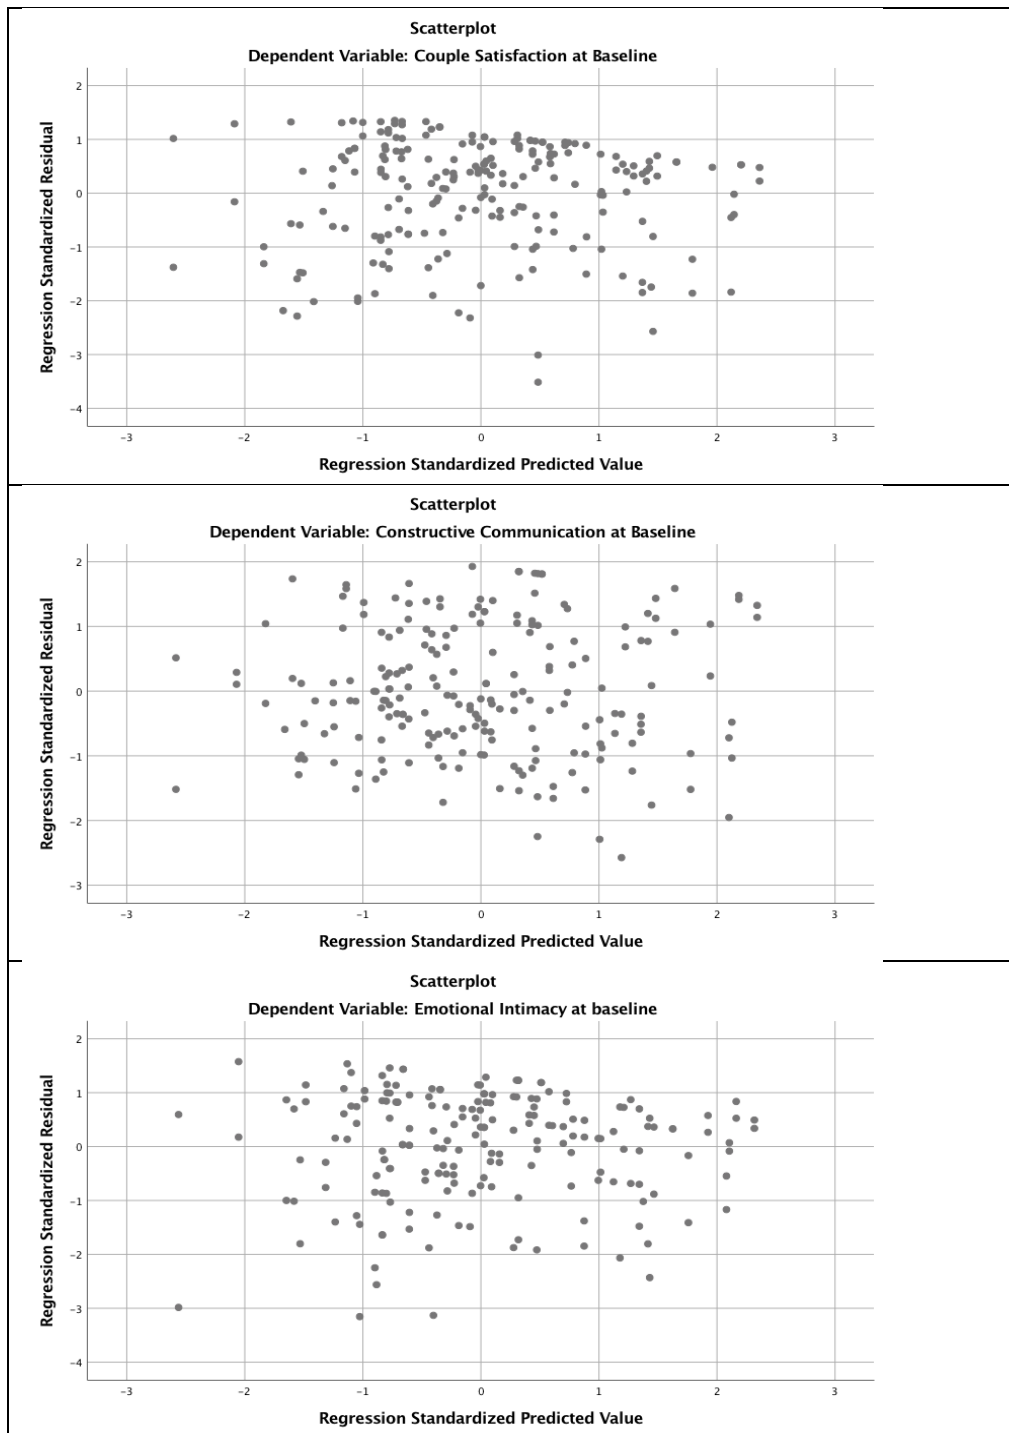 Scatterplot
Dependent Variable: Couple Satisfaction at Baseline
Regression Standardized Residual
2
1
0
-1
-2
-3
-4
-3 -2 -1 0 1 2 3
Regression Standardized Predicted Value
Scatterplot
Dependent Variable: Constructive Communication at Baseline
Regression Standardized Residual
2
1
0
-1
-2
-3
-3 -2 -1 0 1 2 3
Regression Standardized Predicted Value
Scatterplot
Dependent Variable: Emotional Intimacy at baseline
Regression Standardized Residual
2
1
0
-1
-2
-3
-4
-3 -2 -1 0 1 2 3
Regression Standardized Predicted Value